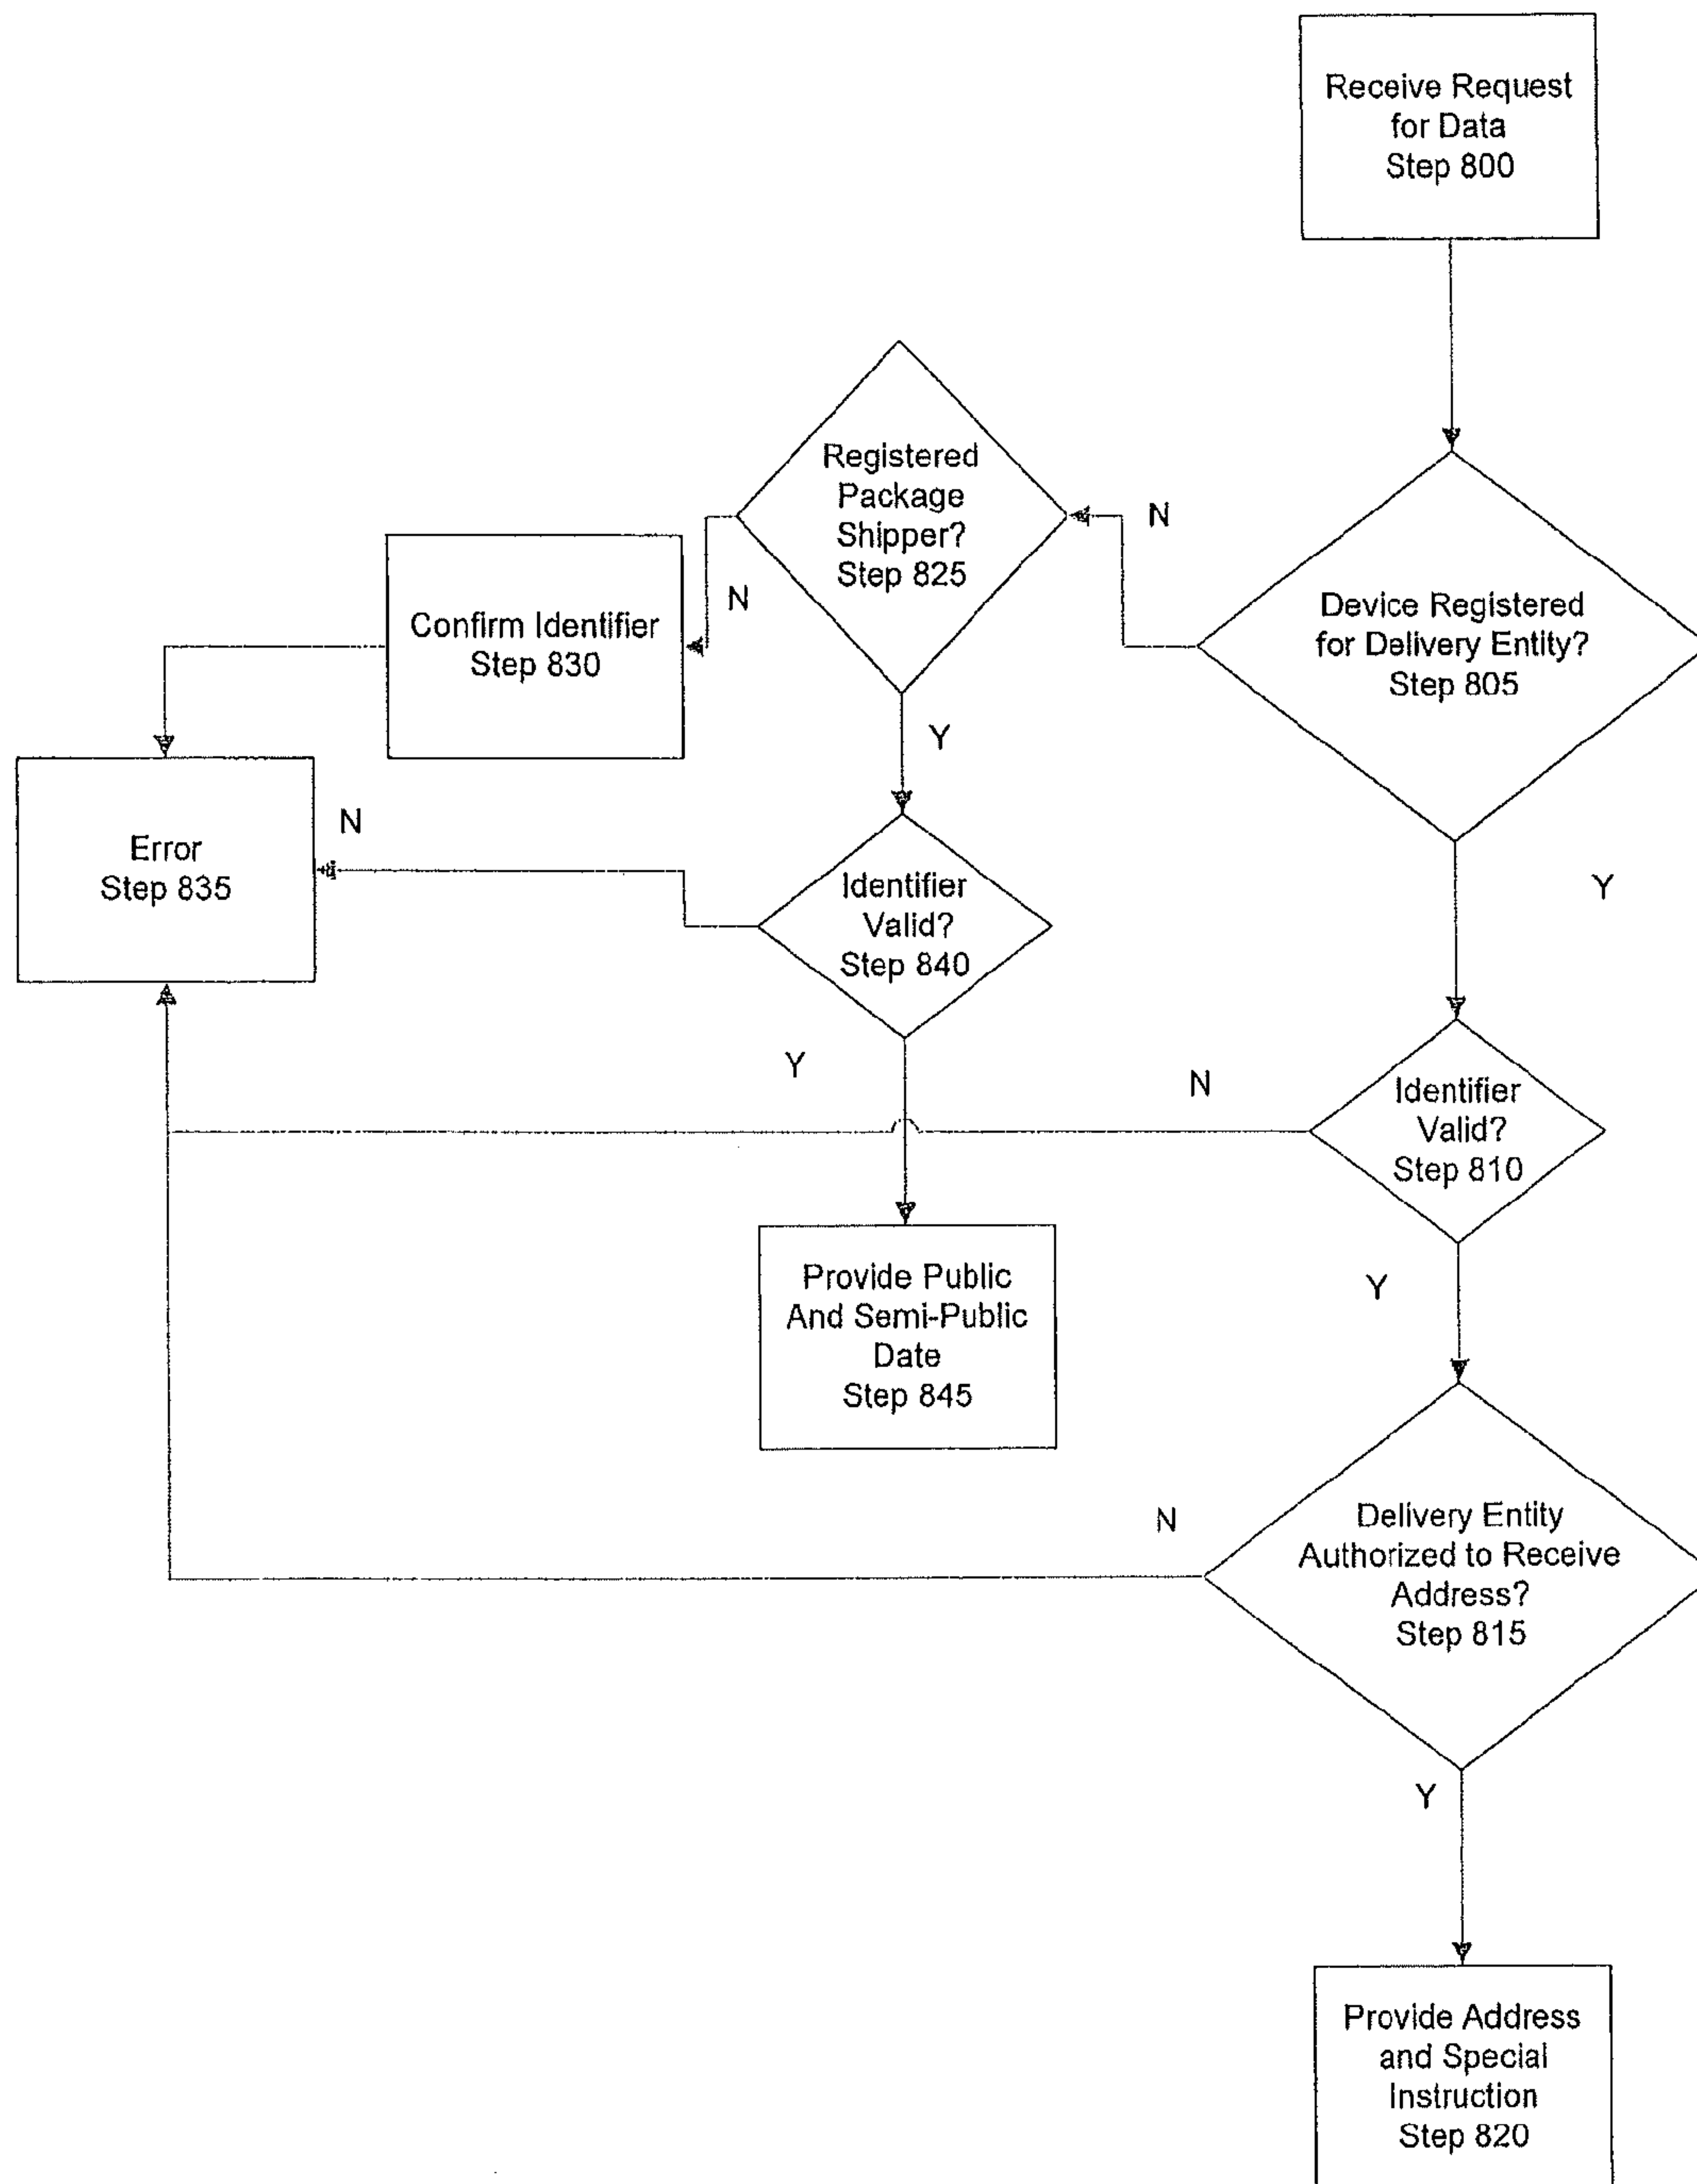 Receive Request
for Data
Step 800
Registered
Package
Shipper?
Step 825
N
Device Registered
for Delivery Entity?
Step 805
N
Confirm Identifier
Step 830
Y
Error
Step 835
N
Identifier
Valid?
Step 840
Y
Y
N
Identifier
Valid?
Step 810
Provide Public
And Semi-Public
Date
Step 845
Y
N
Delivery Entity
Authorized to Receive
Address?
Step 815
Y
Provide Address
and Special
Instruction
Step 820